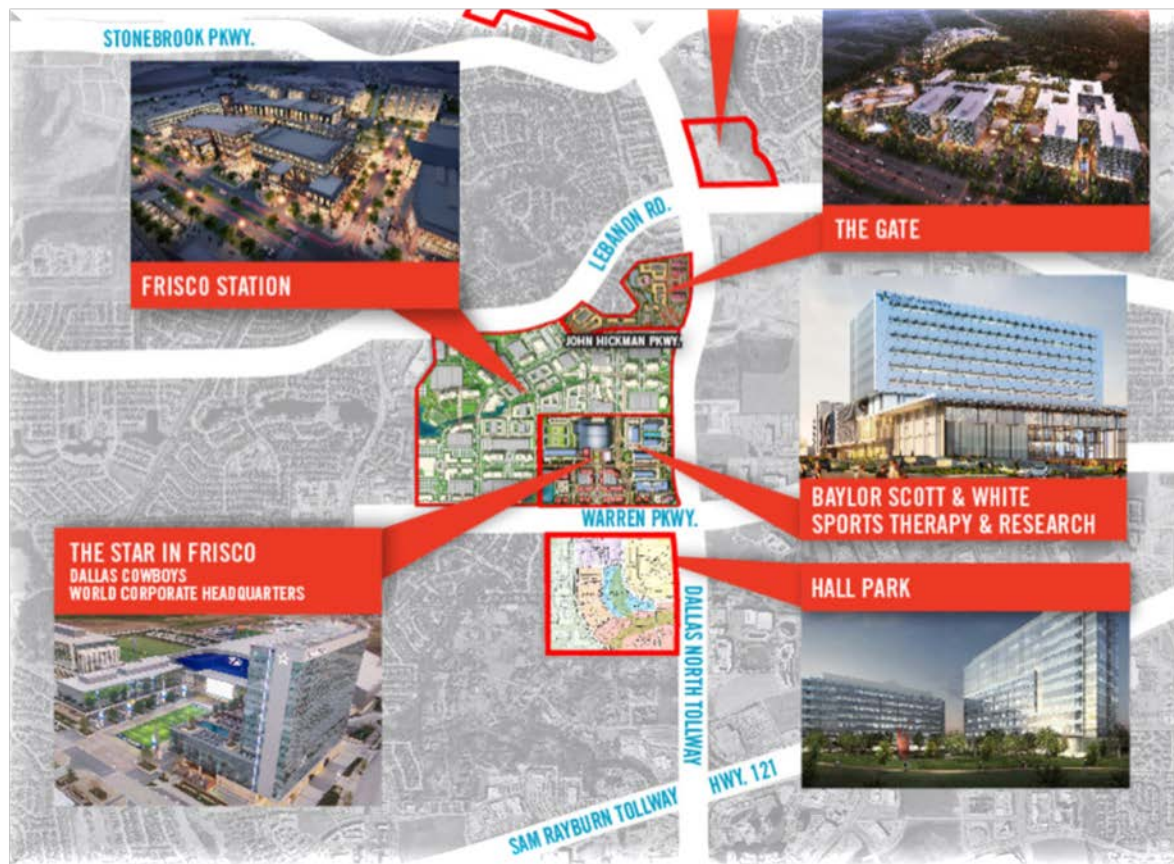 STONEBROOK PKWY.
THE GATE
LEBANON RD.
FRISCO STATION
JOHN HICKMAN PKWY.
BAYLOR SCOTT & WHITE
SPORTS THERAPY & RESEARCH
WARREN PKWY.
THE STAR IN FRISCO
DALLAS COWBOYS
WORLD CORPORATE HEADQUARTERS
HALL PARK
DALLAS NORTH TOLLWAY
HWY. 121
SAM RAYBURN TOLLWAY